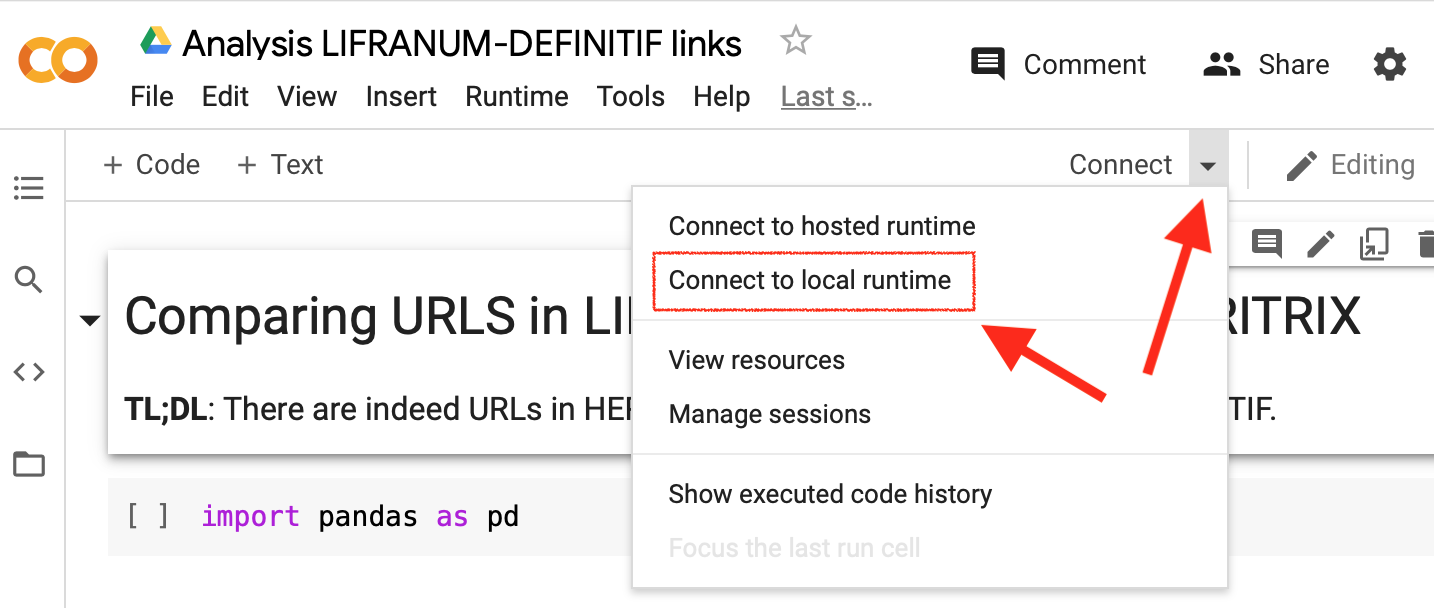 Analysis LIFRANUM-DEFINITIF links
Comment
Share
File Edit View Insert Runtime Tools Help Last s...
+ Code + Text
Connect
Editing
Connect to hosted runtime
Connect to local runtime
View resources
Manage sessions
Show executed code history
Focus the last run cell
Comparing URLS in LI
RITRIX
TL;DL: There are indeed URLs in HE
TIF.
[ ] import pandas as pd